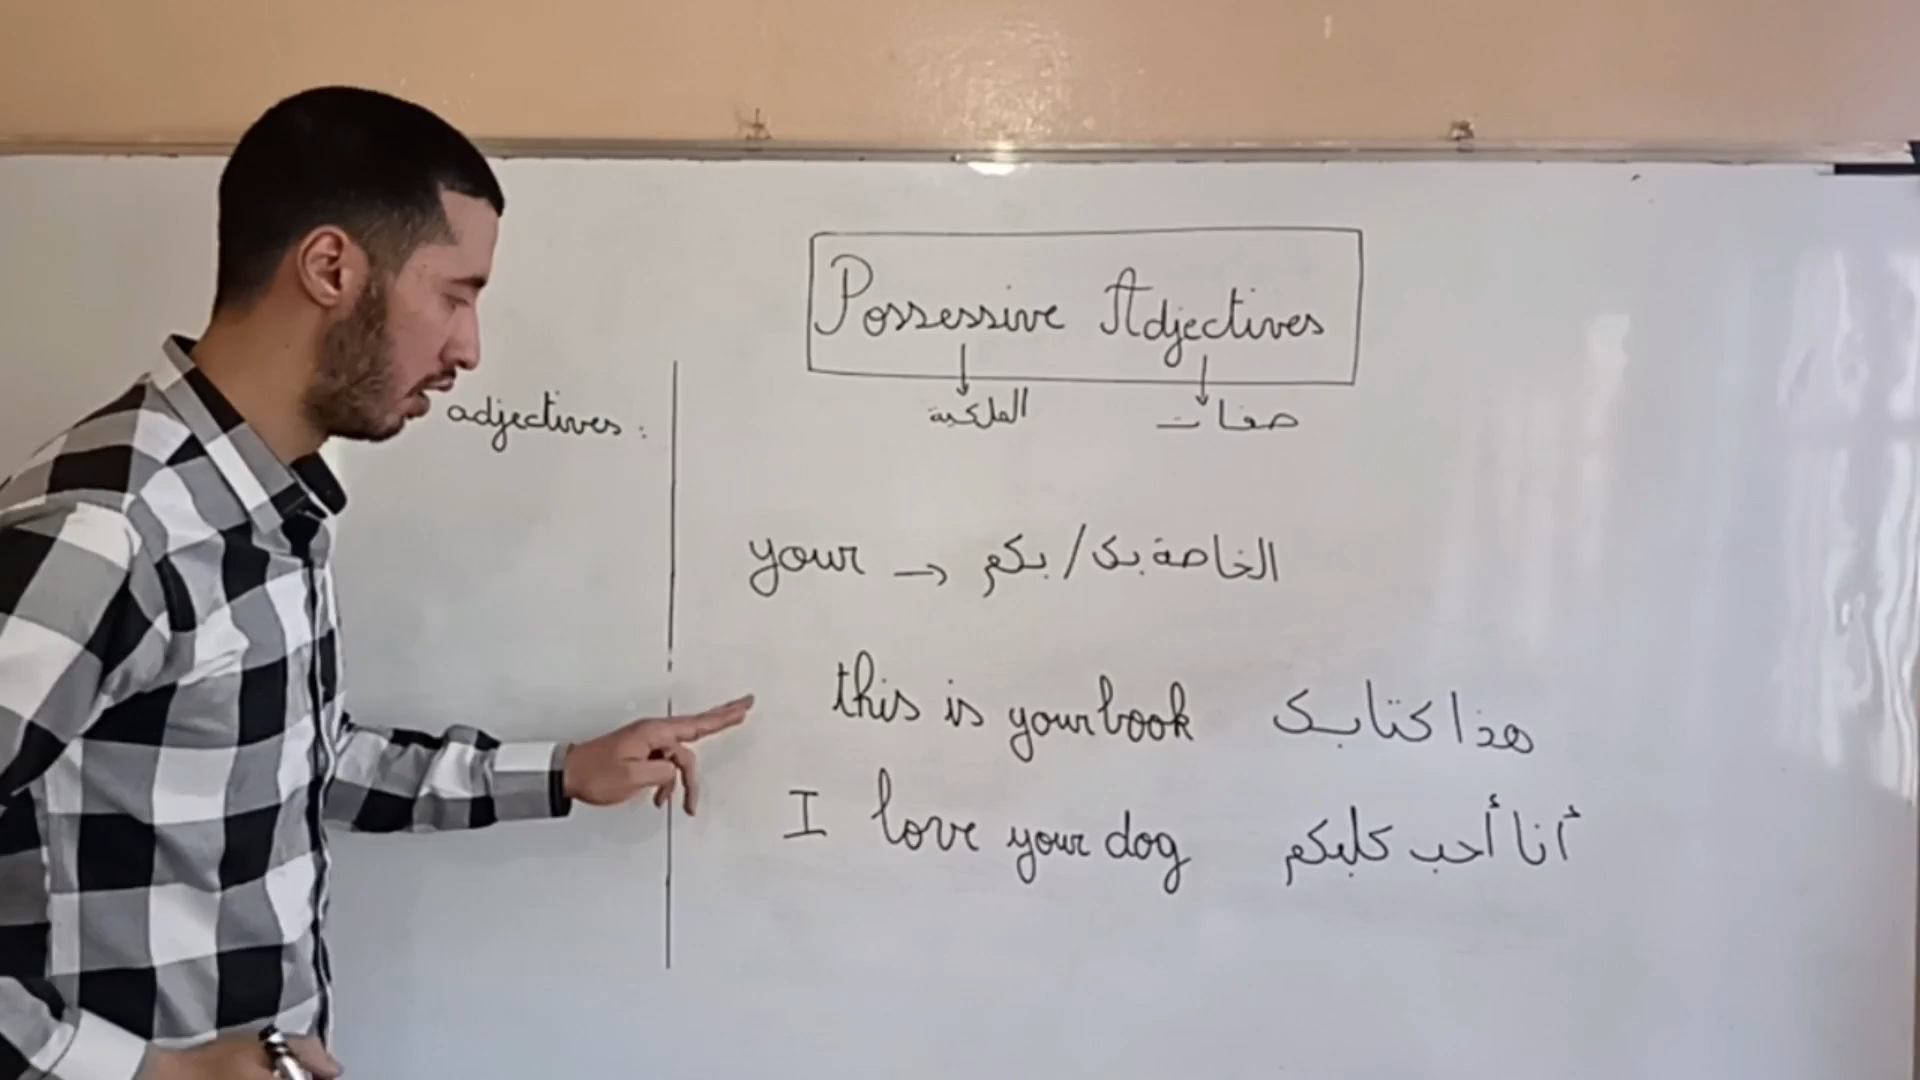 Possessive Adjectives
الملكية صفات
adjectives :
your → الخاصة بك / بكم
this is your book هذا كتابك
I love your dog أنا أحب كلبكم